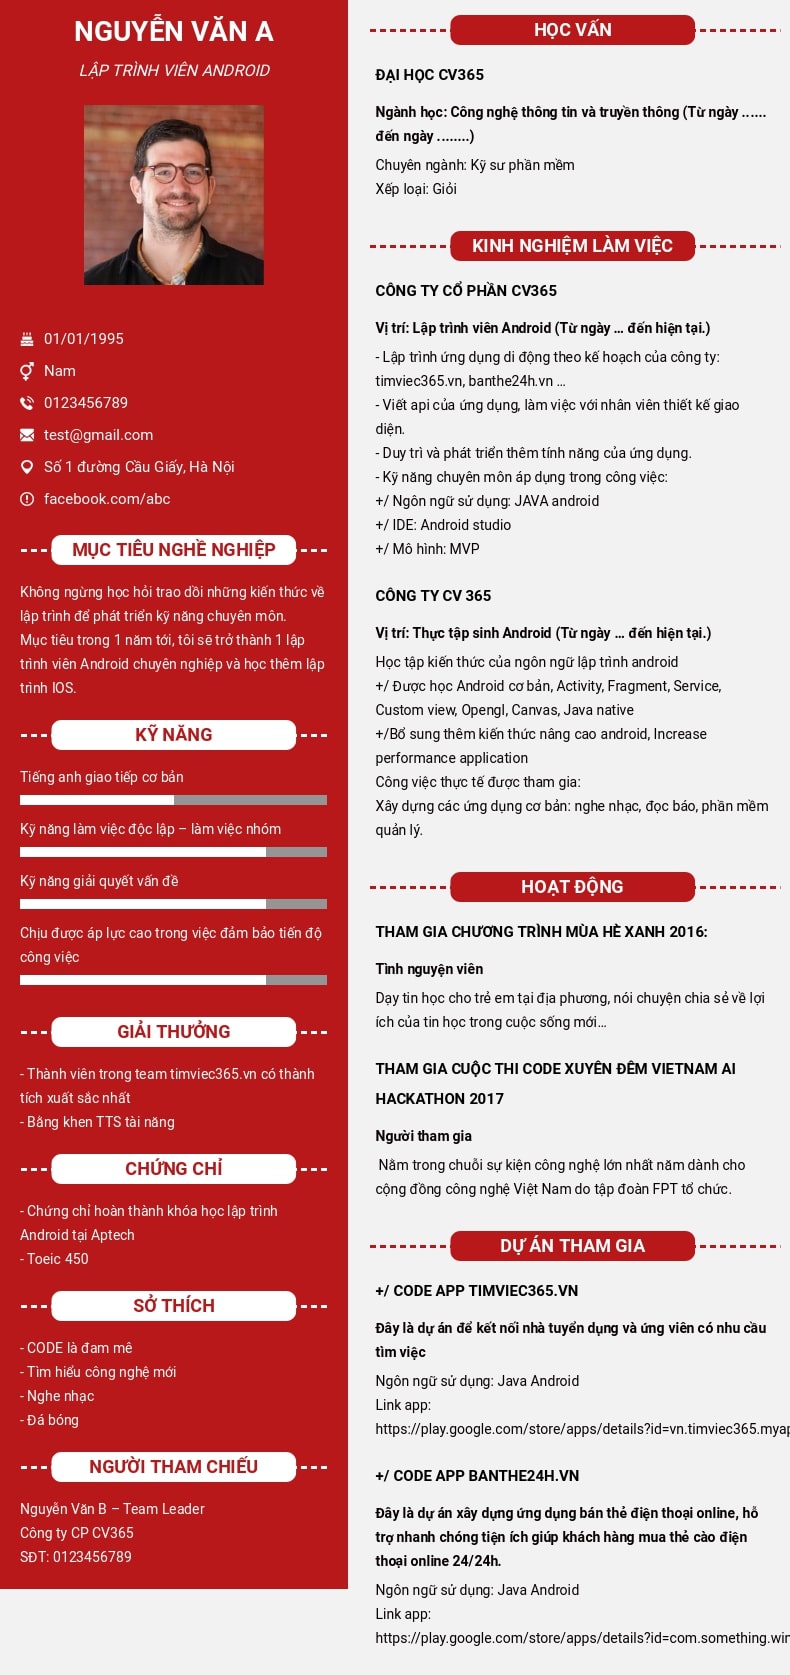 NGUYỄN VĂN A
LẬP TRÌNH VIÊN ANDROID
01/01/1995
Nam
0123456789
test@gmail.com
Số 1 đường Cầu Giấy, Hà Nội
facebook.com/abc
MỤC TIÊU NGHỀ NGHIỆP
Không ngừng học hỏi trao dồi những kiến thức về
lập trình để phát triển kỹ năng chuyên môn.
Mục tiêu trong 1 năm tới, tôi sẽ trở thành 1 lập
trình viên Android chuyên nghiệp và học thêm lập
trình IOS.
KỸ NĂNG
Tiếng anh giao tiếp cơ bản
Kỹ năng làm việc độc lập – làm việc nhóm
Kỹ năng giải quyết vấn đề
Chịu được áp lực cao trong việc đảm bảo tiến độ
công việc
GIẢI THƯỞNG
- Thành viên trong team timviec365.vn có thành
tích xuất sắc nhất
- Bằng khen TTS tài năng
CHỨNG CHỈ
- Chứng chỉ hoàn thành khóa học lập trình
Android tại Aptech
- Toeic 450
SỞ THÍCH
- CODE là đam mê
- Tìm hiểu công nghệ mới
- Nghe nhạc
- Đá bóng
NGƯỜI THAM CHIẾU
Nguyễn Văn B – Team Leader
Công ty CP CV365
SĐT: 0123456789
HỌC VẤN
ĐẠI HỌC CV365
Ngành học: Công nghệ thông tin và truyền thông (Từ ngày ......
đến ngày ........)
Chuyên ngành: Kỹ sư phần mềm
Xếp loại: Giỏi
KINH NGHIỆM LÀM VIỆC
CÔNG TY CỔ PHẦN CV365
Vị trí: Lập trình viên Android (Từ ngày … đến hiện tại.)
- Lập trình ứng dụng di động theo kế hoạch của công ty:
timviec365.vn, banthe24h.vn …
- Viết api của ứng dụng, làm việc với nhân viên thiết kế giao
diện.
- Duy trì và phát triển thêm tính năng của ứng dụng.
- Kỹ năng chuyên môn áp dụng trong công việc:
+/ Ngôn ngữ sử dụng: JAVA android
+/ IDE: Android studio
+/ Mô hình: MVP
CÔNG TY CV 365
Vị trí: Thực tập sinh Android (Từ ngày … đến hiện tại.)
Học tập kiến thức của ngôn ngữ lập trình android
+/ Được học Android cơ bản, Activity, Fragment, Service,
Custom view, Opengl, Canvas, Java native
+/Bổ sung thêm kiến thức nâng cao android, Increase
performance application
Công việc thực tế được tham gia:
Xây dựng các ứng dụng cơ bản: nghe nhạc, đọc báo, phần mềm
quản lý.
HOẠT ĐỘNG
THAM GIA CHƯƠNG TRÌNH MÙA HÈ XANH 2016:
Tình nguyện viên
Dạy tin học cho trẻ em tại địa phương, nói chuyện chia sẻ về lợi
ích của tin học trong cuộc sống mới…
THAM GIA CUỘC THI CODE XUYÊN ĐÊM VIETNAM AI
HACKATHON 2017
Người tham gia
Nằm trong chuỗi sự kiện công nghệ lớn nhất năm dành cho
cộng đồng công nghệ Việt Nam do tập đoàn FPT tổ chức.
DỰ ÁN THAM GIA
+/ CODE APP TIMVIEC365.VN
Đây là dự án để kết nối nhà tuyển dụng và ứng viên có nhu cầu
tìm việc
Ngôn ngữ sử dụng: Java Android
Link app:
https://play.google.com/store/apps/details?id=vn.timviec365.myap
+/ CODE APP BANTHE24H.VN
Đây là dự án xây dựng ứng dụng bán thẻ điện thoại online, hỗ
trợ nhanh chóng tiện ích giúp khách hàng mua thẻ cào điện
thoại online 24/24h.
Ngôn ngữ sử dụng: Java Android
Link app:
https://play.google.com/store/apps/details?id=com.something.win